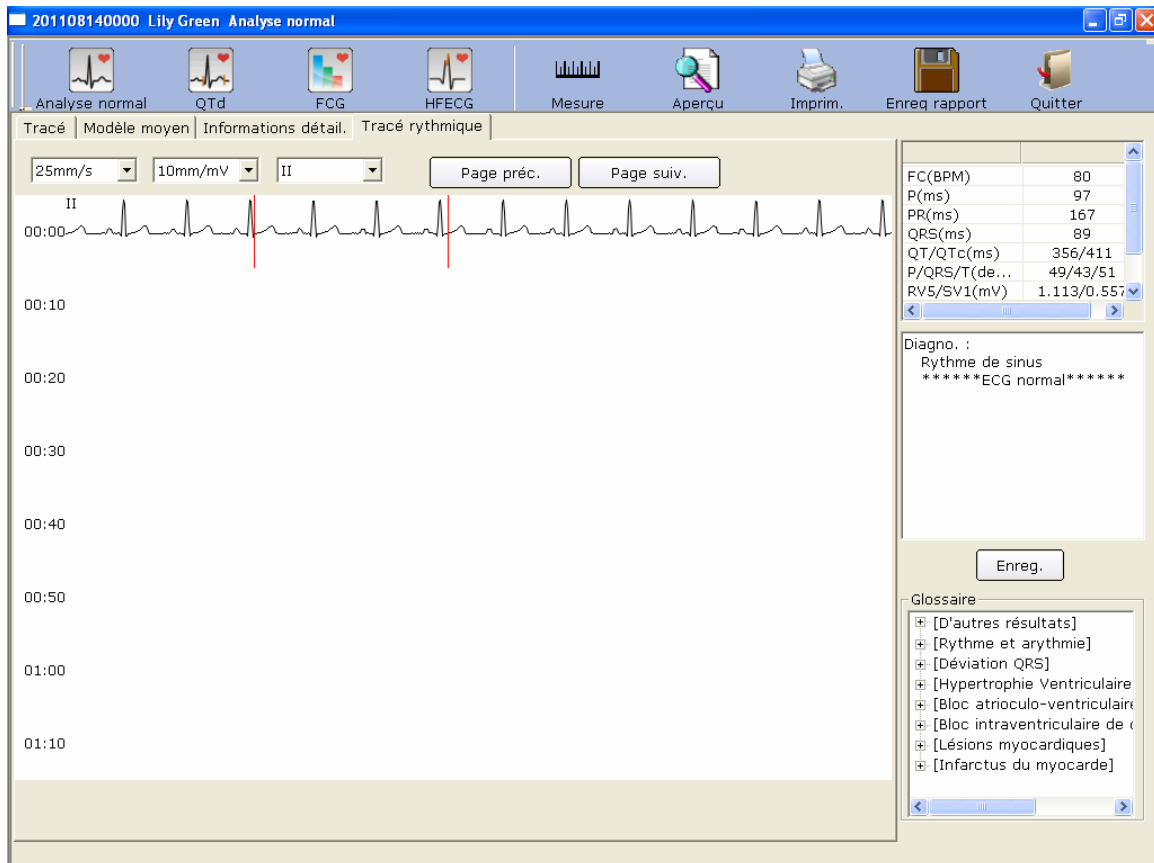 201108140000 Lily Green Analyse normal
Analyse normal QTd FCG HFECG Mesure Aperçu Imprim. Enreq rapport Quitter
Tracé Modèle moyen Informations détail. Tracé rythmique
25mm/s 10mm/mV II Page préc. Page suiv.
II
00:00
00:10
00:20
00:30
00:40
00:50
01:00
01:10
FC(BPM) 80
P(ms) 97
PR(ms) 167
QRS(ms) 89
QT/QTc(ms) 356/411
P/QRS/T(de... 49/43/51
RV5/SV1(mV) 1.113/0.557
Diagno. :
Rythme de sinus
******ECG normal******
Enreg.
Glossaire
[D'autres résultats]
[Rythme et arythmie]
[Déviation QRS]
[Hypertrophie Ventriculaire
[Bloc atrioculo-ventriculaire
[Bloc intraventriculaire de
[Lésions myocardiques]
[Infarctus du myocarde]